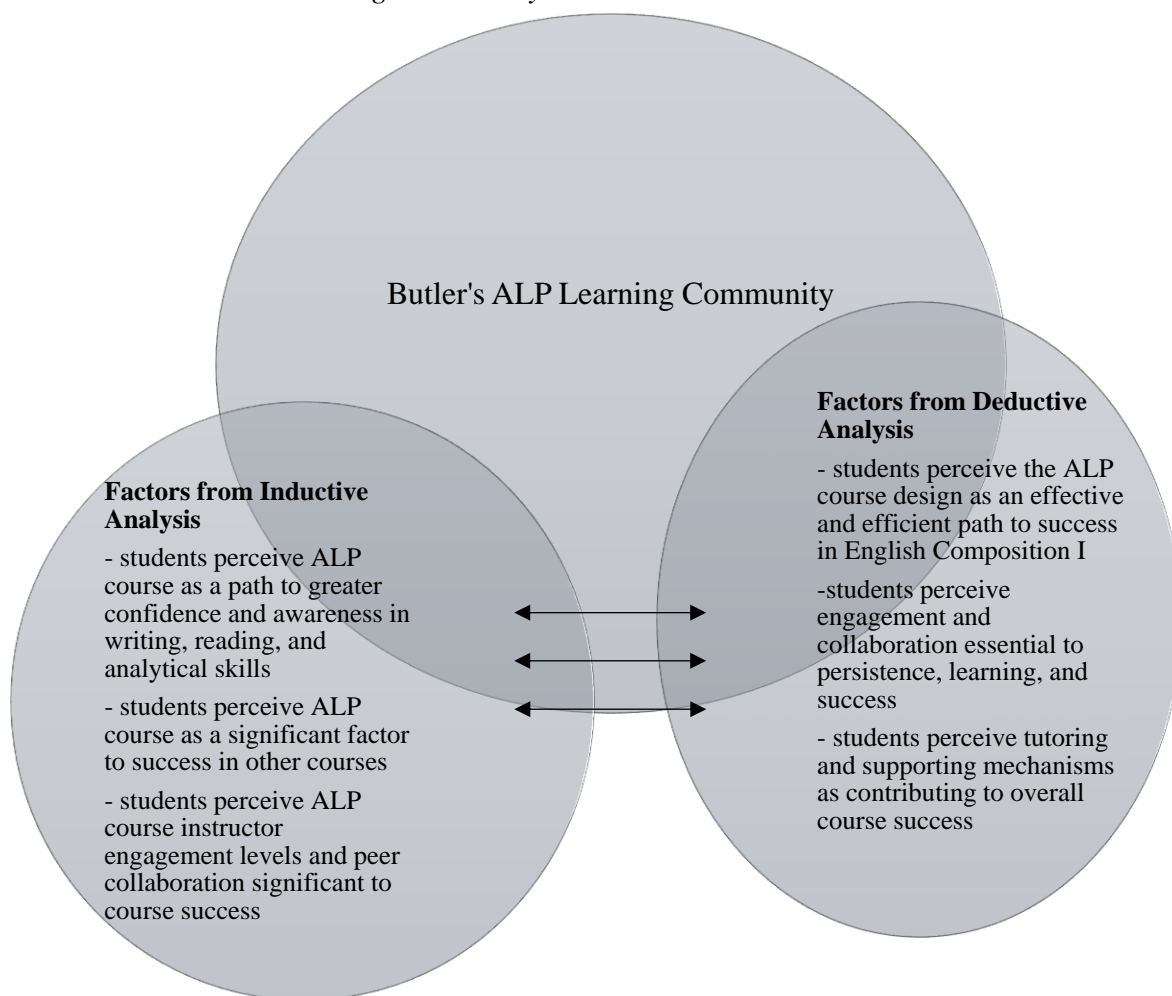 Butler's ALP Learning Community
Factors from Deductive
Analysis
- students perceive the ALP
course design as an effective
and efficient path to success
in English Composition I
-students perceive
engagement and
collaboration essential to
persistence, learning, and
success
- students perceive tutoring
and supporting mechanisms
as contributing to overall
course success
Factors from Inductive
Analysis
- students perceive ALP
course as a path to greater
confidence and awareness in
writing, reading, and
analytical skills
- students perceive ALP
course as a significant factor
to success in other courses
- students perceive ALP
course instructor
engagement levels and peer
collaboration significant to
course success